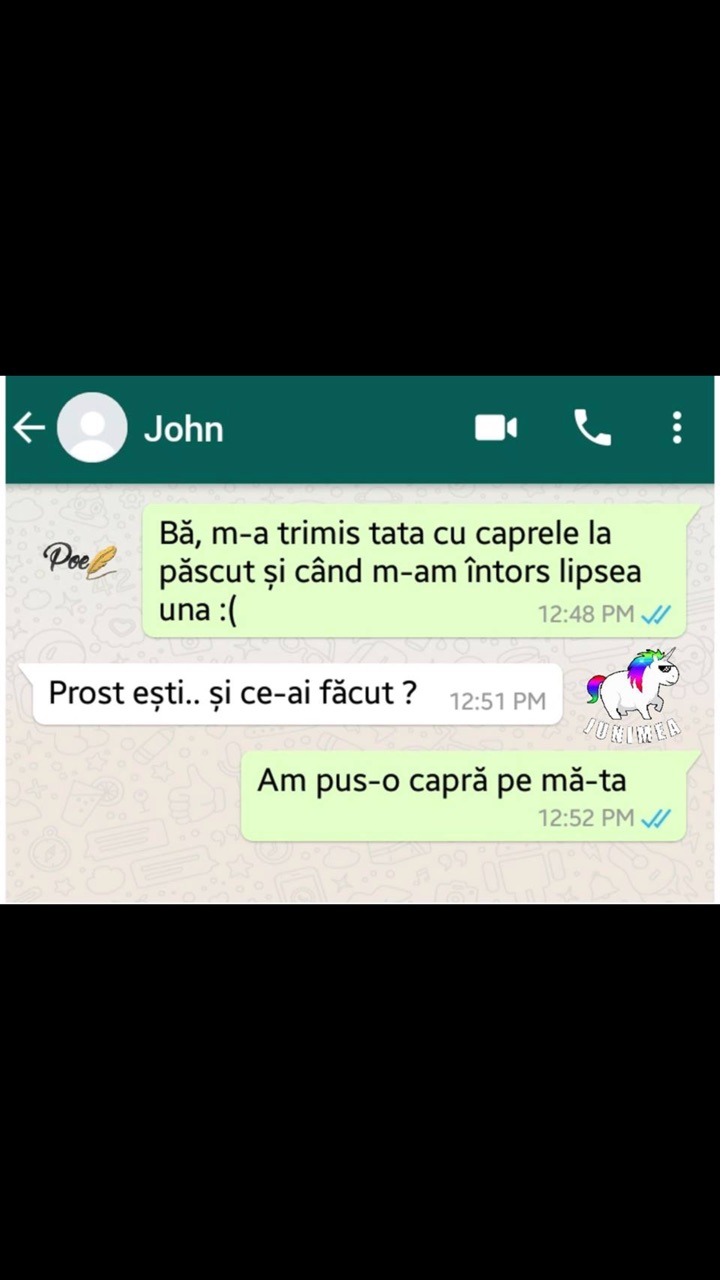 John
Bă, m-a trimis tata cu caprele la
păscut și când m-am întors lipsea
una :(
12:48 PM
Poe
Prost ești.. și ce-ai făcut ?
12:51 PM
JUNIMEA
Am pus-o capră pe mă-ta
12:52 PM